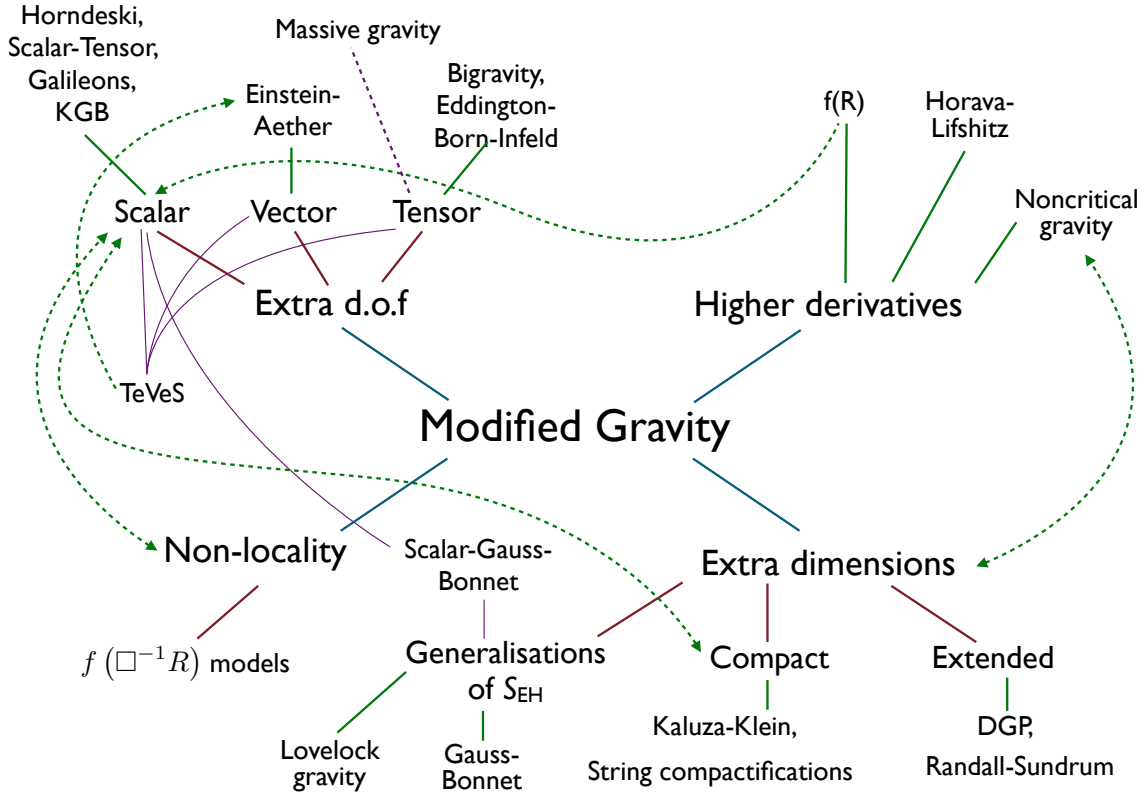 Horndeski,
Scalar-Tensor,
Galileons,
KGB
Massive gravity
Einstein-
Aether
Bigravity,
Eddington-
Born-Infeld
f(R)
Horava-
Lifshitz
Noncritical
gravity
Scalar
Vector
Tensor
Extra d.o.f
Higher derivatives
TeVeS
Modified Gravity
Non-locality
Scalar-Gauss-
Bonnet
Extra dimensions
f (□⁻¹R) models
Generalisations
of S_EH
Compact
Extended
Lovelock
gravity
Gauss-
Bonnet
Kaluza-Klein,
String compactifications
DGP,
Randall-Sundrum